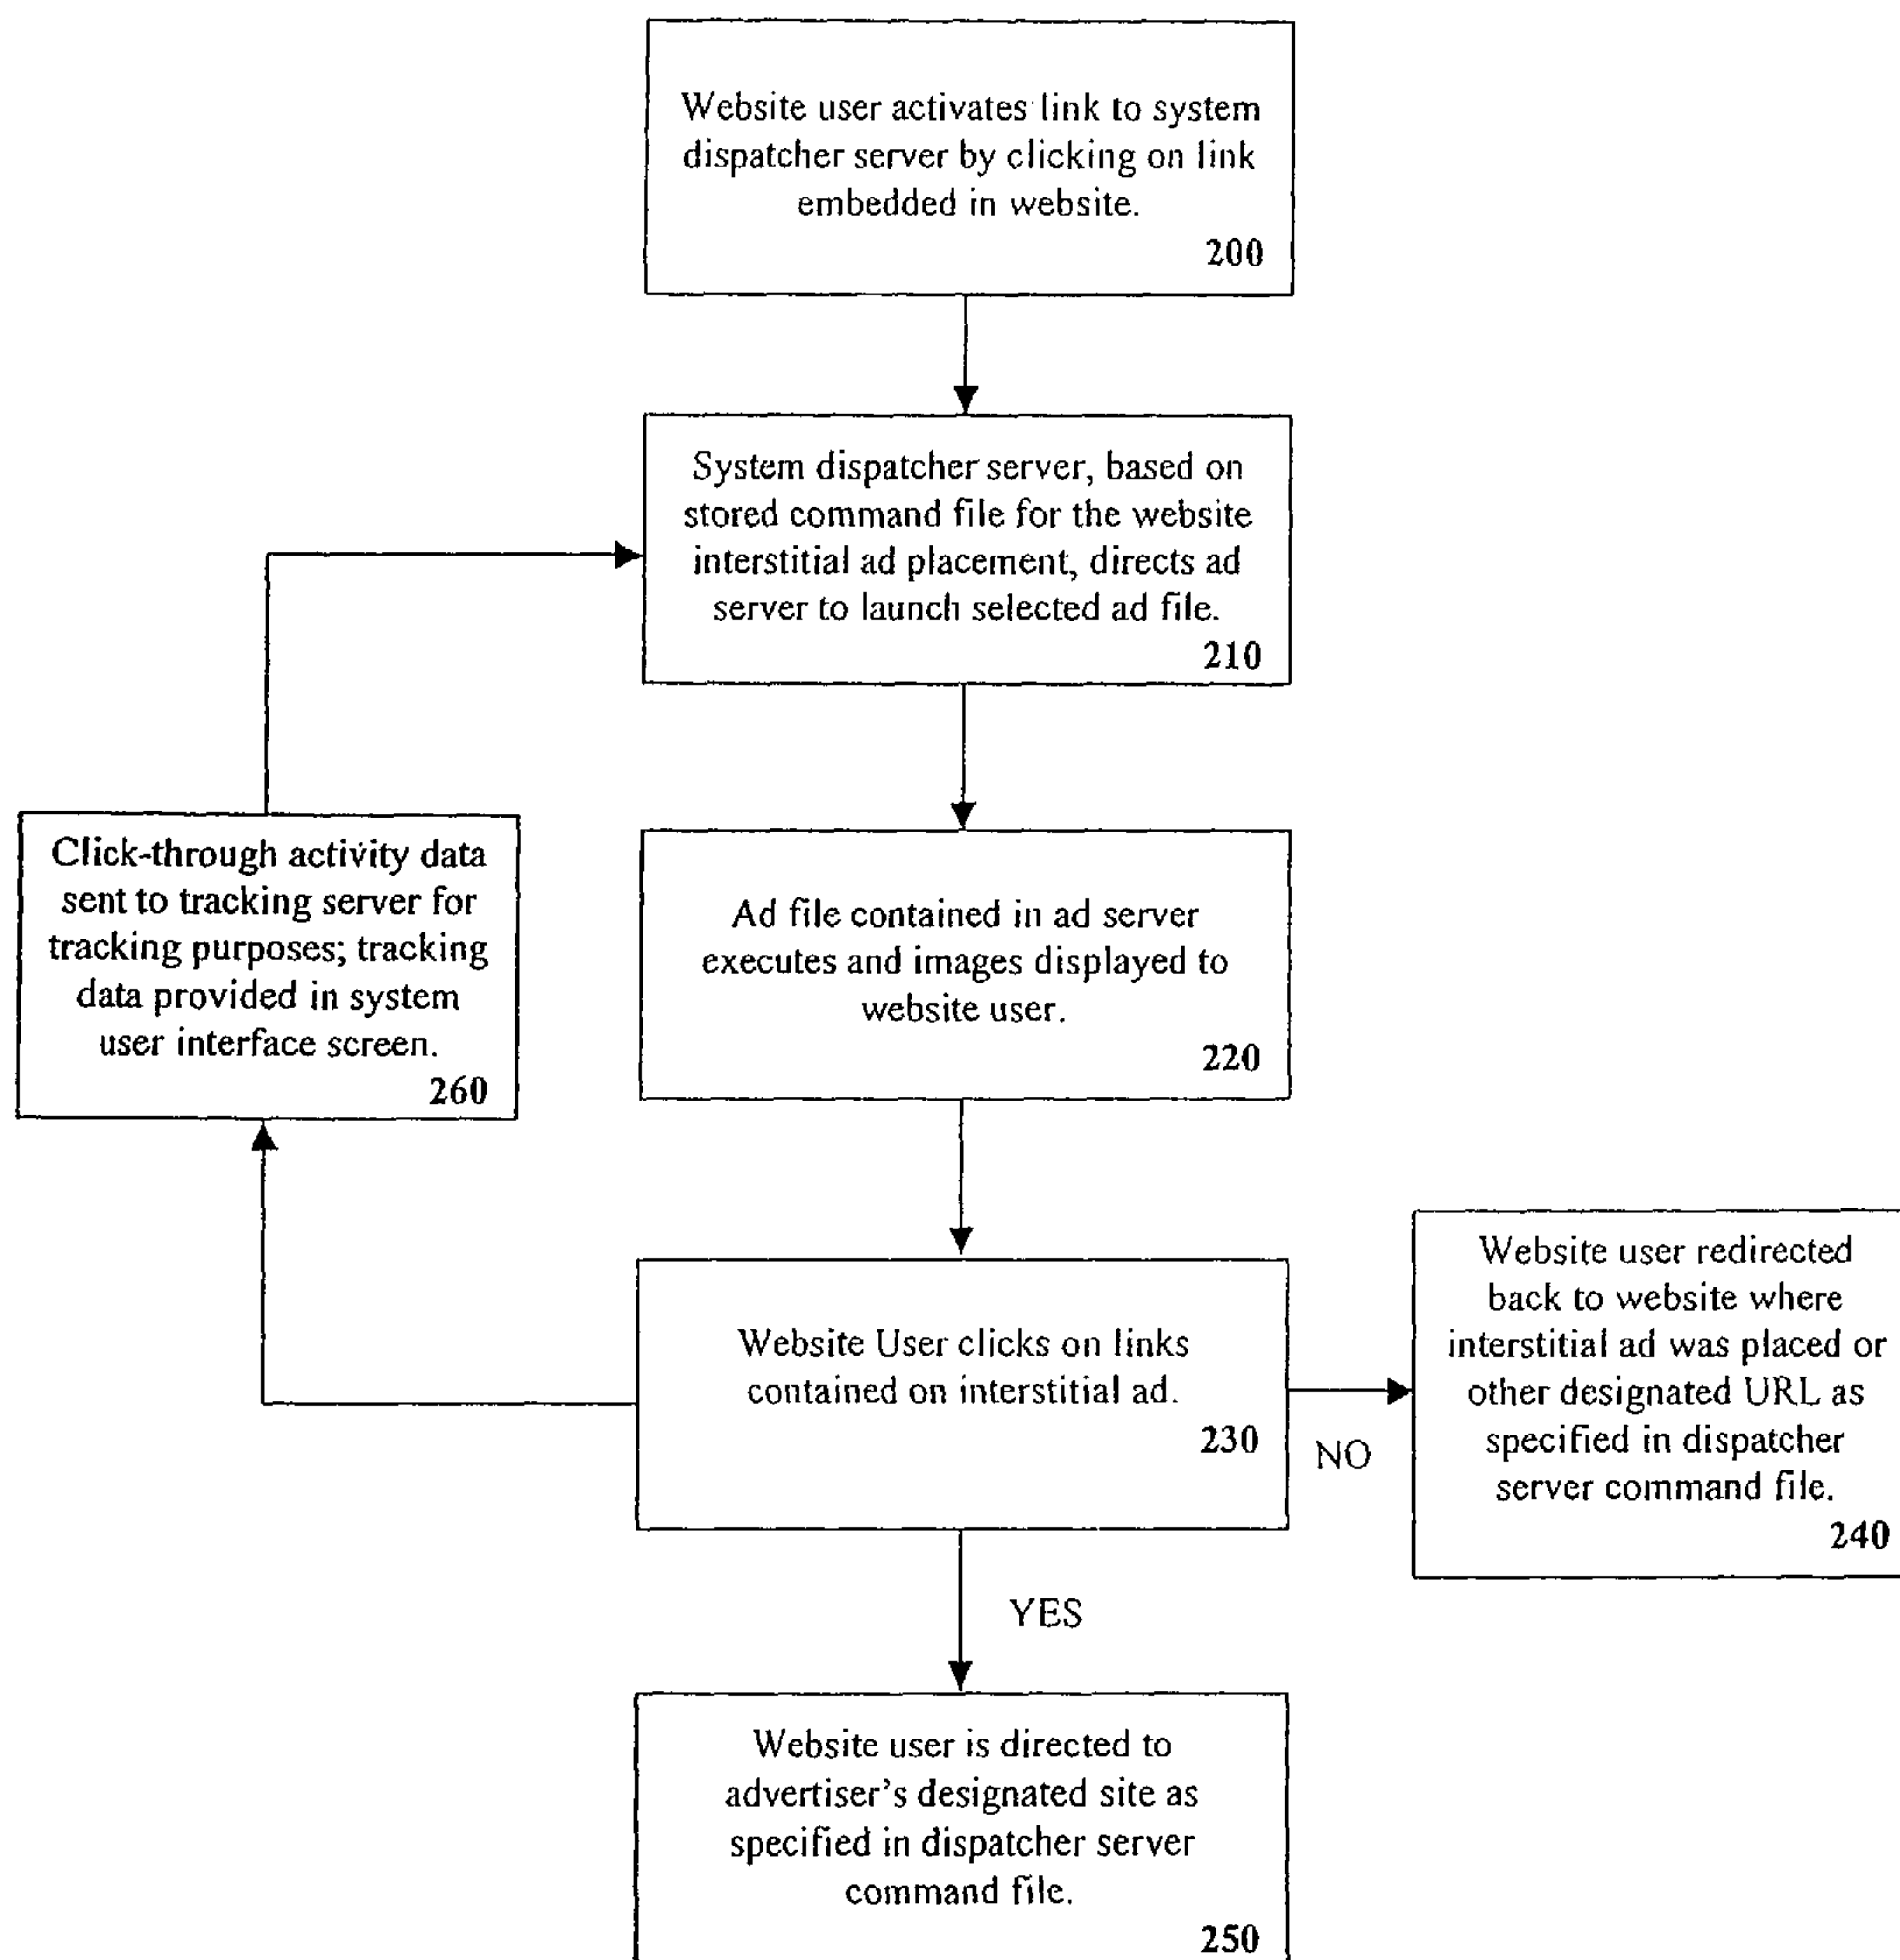 Website user activates link to system
dispatcher server by clicking on link
embedded in website.
200
System dispatcher server, based on
stored command file for the website
interstitial ad placement, directs ad
server to launch selected ad file.
210
Click-through activity data
sent to tracking server for
tracking purposes; tracking
data provided in system
user interface screen.
260
Ad file contained in ad server
executes and images displayed to
website user.
220
Website User clicks on links
contained on interstitial ad.
230
NO
Website user redirected
back to website where
interstitial ad was placed or
other designated URL as
specified in dispatcher
server command file.
240
YES
Website user is directed to
advertiser's designated site as
specified in dispatcher server
command file.
250